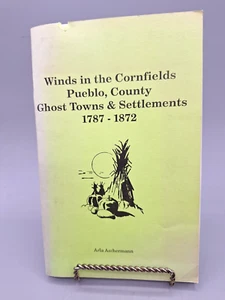 Winds in the Cornfields
Pueblo, County
Ghost Towns & Settlements
1787 - 1872
Arla Aschermann